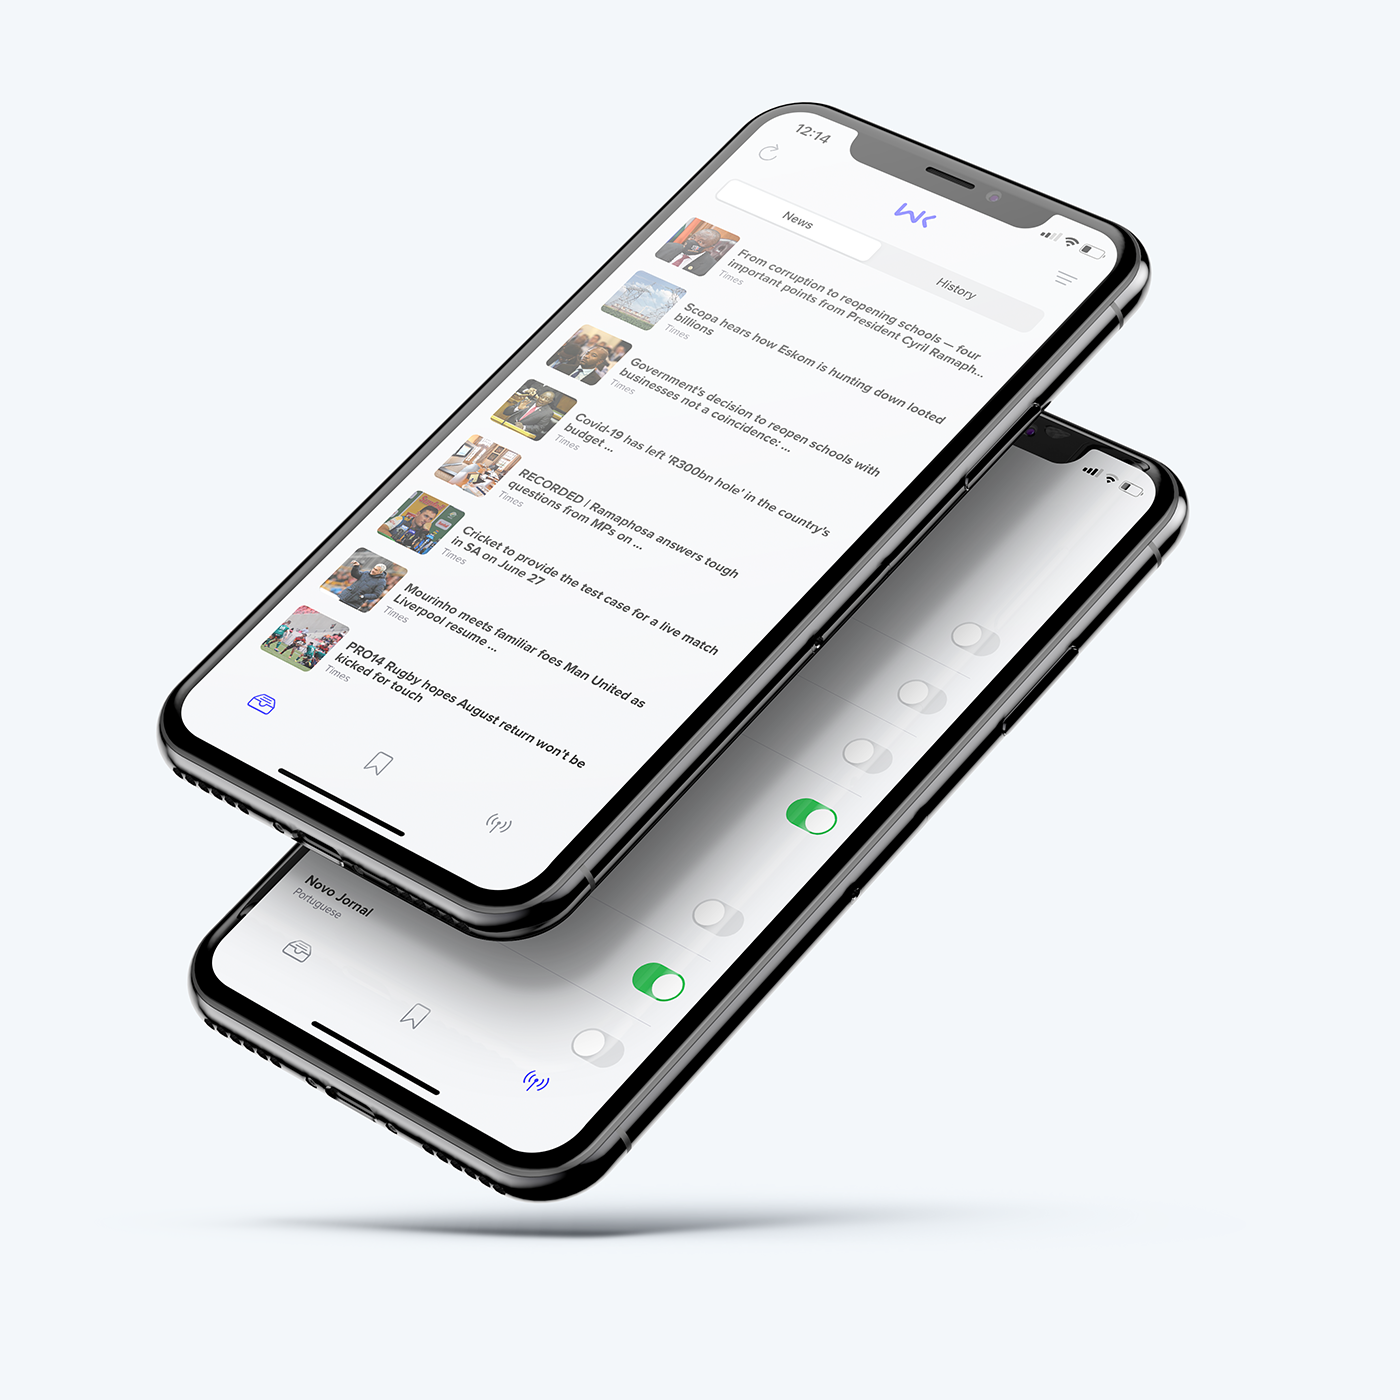 12:14
WK
News
History
From corruption to reopening schools — four
important points from President Cyril Ramaph...
Times
Scopa hears how Eskom is hunting down looted
billions
Times
Government's decision to reopen schools with
businesses not a coincidence: ...
Times
Covid-19 has left 'R300bn hole' in the country's
budget ...
Times
RECORDED | Ramaphosa answers tough
questions from MPs on ...
Times
Cricket to provide the test case for a live match
in SA on June 27
Times
Mourinho meets familiar foes Man United as
Liverpool resume ...
Times
PRO14 Rugby hopes August return won't be
kicked for touch
Times
Novo Jornal
Portuguese